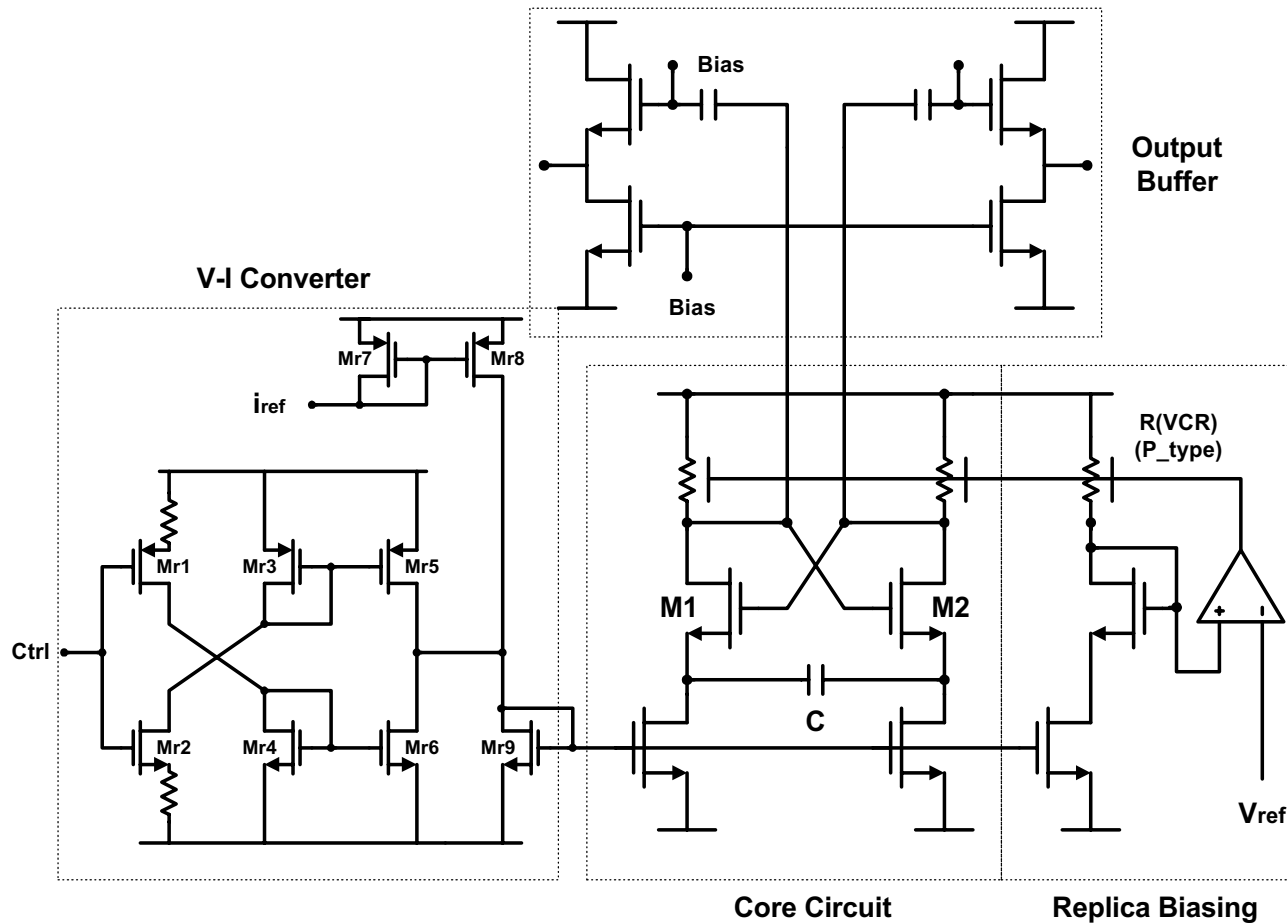 Bias
Output
Buffer
Bias
V-I Converter
Mr7
Mr8
iref
R(VCR)
(P_type)
Mr1
Mr3
Mr5
M1
M2
+
-
Ctrl
C
Mr2
Mr4
Mr6
Mr9
Vref
Core Circuit
Replica Biasing